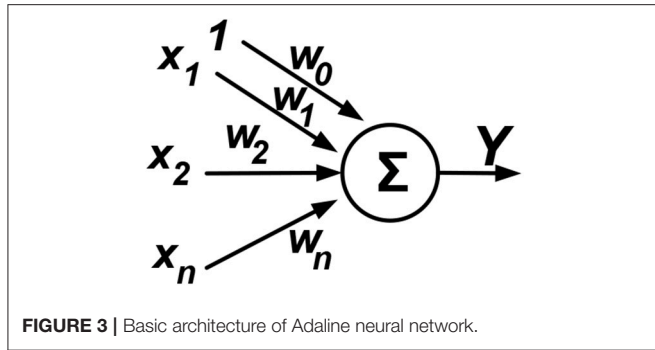 1
W₀
x₁
W₁
x₂
W₂
Σ
Y
xₙ
Wₙ
FIGURE 3 | Basic architecture of Adaline neural network.